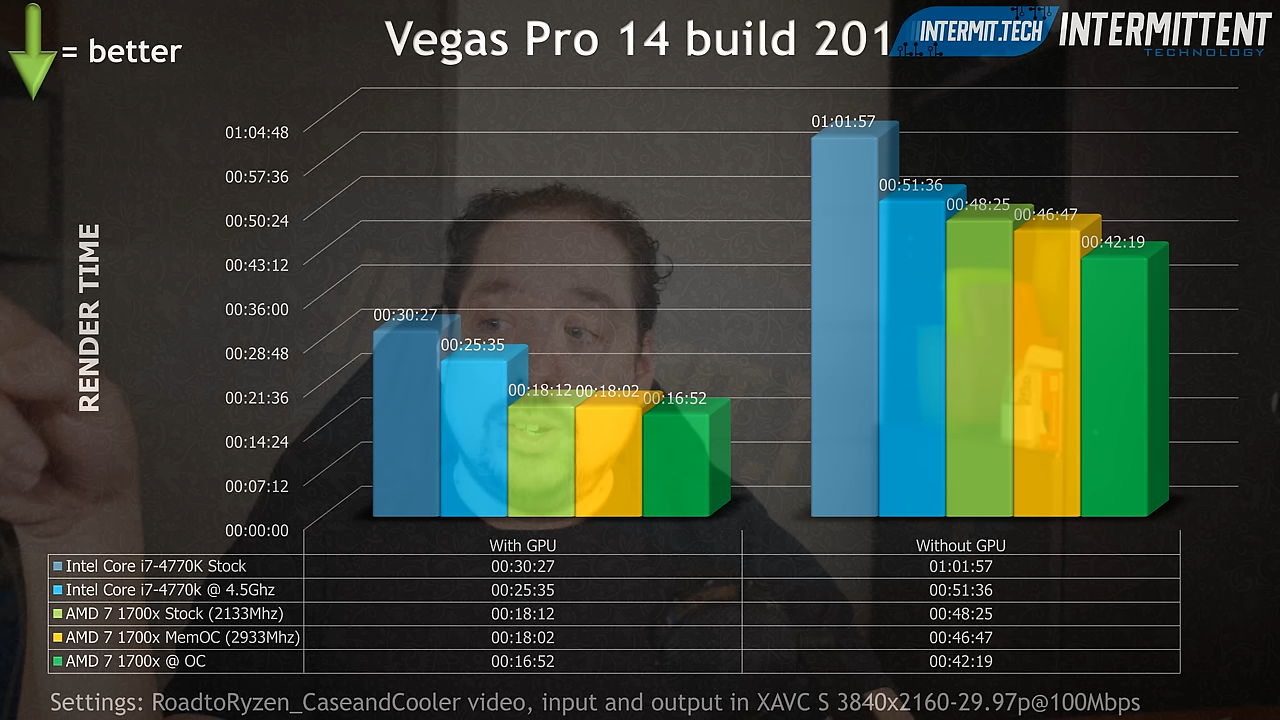 = better
Vegas Pro 14 build 201
INTERMIT.TECH
INTERMITTENT
TECHNOLOGY
RENDER TIME
01:04:48
00:57:36
00:50:24
00:43:12
00:36:00
00:28:48
00:21:36
00:14:24
00:07:12
00:00:00
00:30:27
00:25:35
00:18:12
00:18:02
00:16:52
01:01:57
00:51:36
00:48:25
00:46:47
00:42:19
With GPU Without GPU
Intel Core i7-4770K Stock 00:30:27 01:01:57
Intel Core i7-4770k @ 4.5Ghz 00:25:35 00:51:36
AMD 7 1700x Stock (2133Mhz) 00:18:12 00:48:25
AMD 7 1700x MemOC (2933Mhz) 00:18:02 00:46:47
AMD 7 1700x @ OC 00:16:52 00:42:19
Settings: RoadtoRyzen_CaseandCooler video, input and output in XAVC S 3840x2160-29.97p@100Mbps